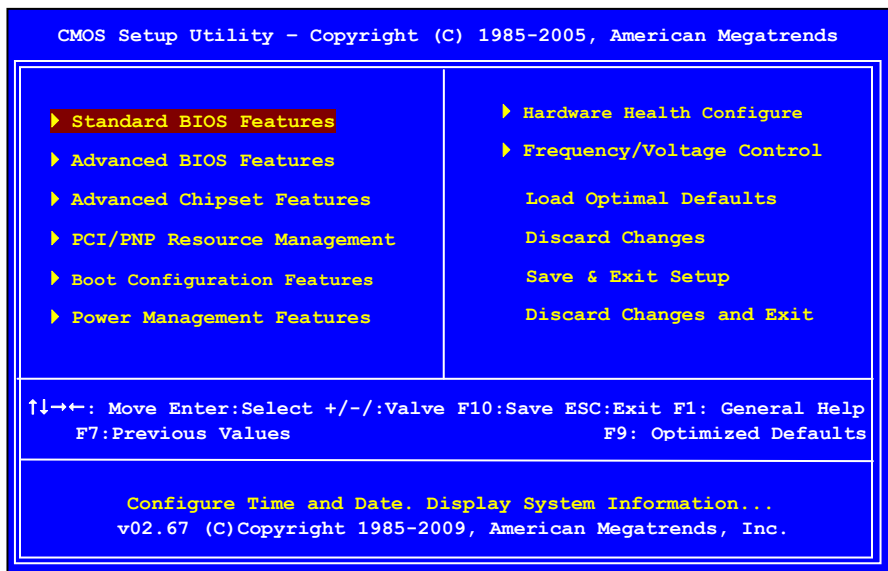 CMOS Setup Utility – Copyright (C) 1985-2005, American Megatrends
Standard BIOS Features
Advanced BIOS Features
Advanced Chipset Features
PCI/PNP Resource Management
Boot Configuration Features
Power Management Features
Hardware Health Configure
Frequency/Voltage Control
Load Optimal Defaults
Discard Changes
Save & Exit Setup
Discard Changes and Exit
↑↓→←: Move Enter:Select +/-/:Valve F10:Save ESC:Exit F1: General Help
F7:Previous Values F9: Optimized Defaults
Configure Time and Date. Display System Information...
v02.67 (C)Copyright 1985-2009, American Megatrends, Inc.